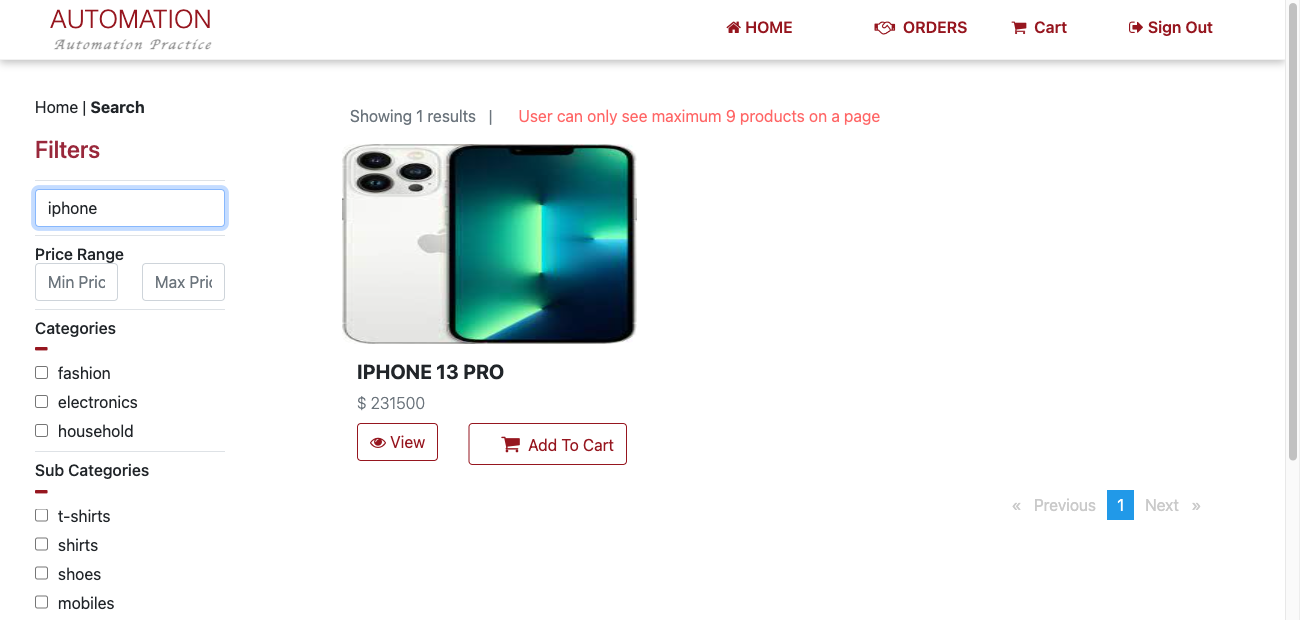 AUTOMATION
Automation Practice
HOME
ORDERS
Cart
Sign Out
Home | Search
Filters
iphone
Price Range
Min Pric
Max Pric
Categories
fashion
electronics
household
Sub Categories
t-shirts
shirts
shoes
mobiles
Showing 1 results |
User can only see maximum 9 products on a page
IPHONE 13 PRO
$ 231500
View
Add To Cart
« Previous 1 Next »